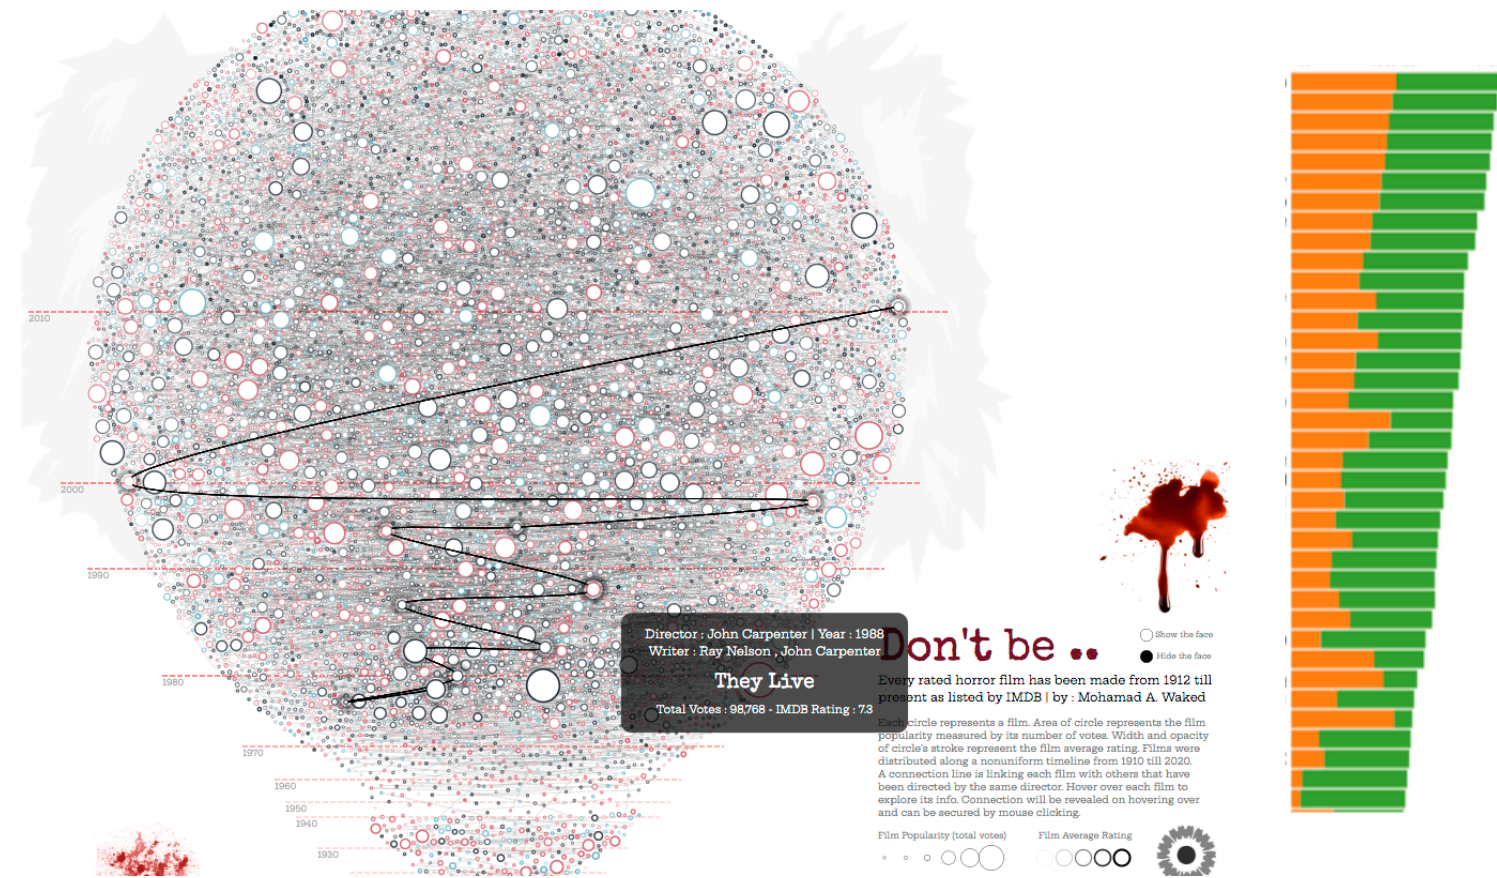 2010
2000
1990
1980
1970
1960
1950
1940
1930
Director : John Carpenter | Year : 1988
Writer : Ray Nelson , John Carpenter
They Live
Total Votes : 98,768 - IMDB Rating : 7.3
Don't be ..
Show the face
Hide the face
Every rated horror film has been made from 1912 till
present as listed by IMDB | by : Mohamad A. Waked
Each circle represents a film. Area of circle represents the film
popularity measured by its number of votes. Width and opacity
of circle's stroke represent the film average rating. Films were
distributed along a nonuniform timeline from 1910 till 2020.
A connection line is linking each film with others that have
been directed by the same director. Hover over each film to
explore its info. Connection will be revealed on hovering over
and can be secured by mouse clicking.
Film Popularity (total votes)
Film Average Rating